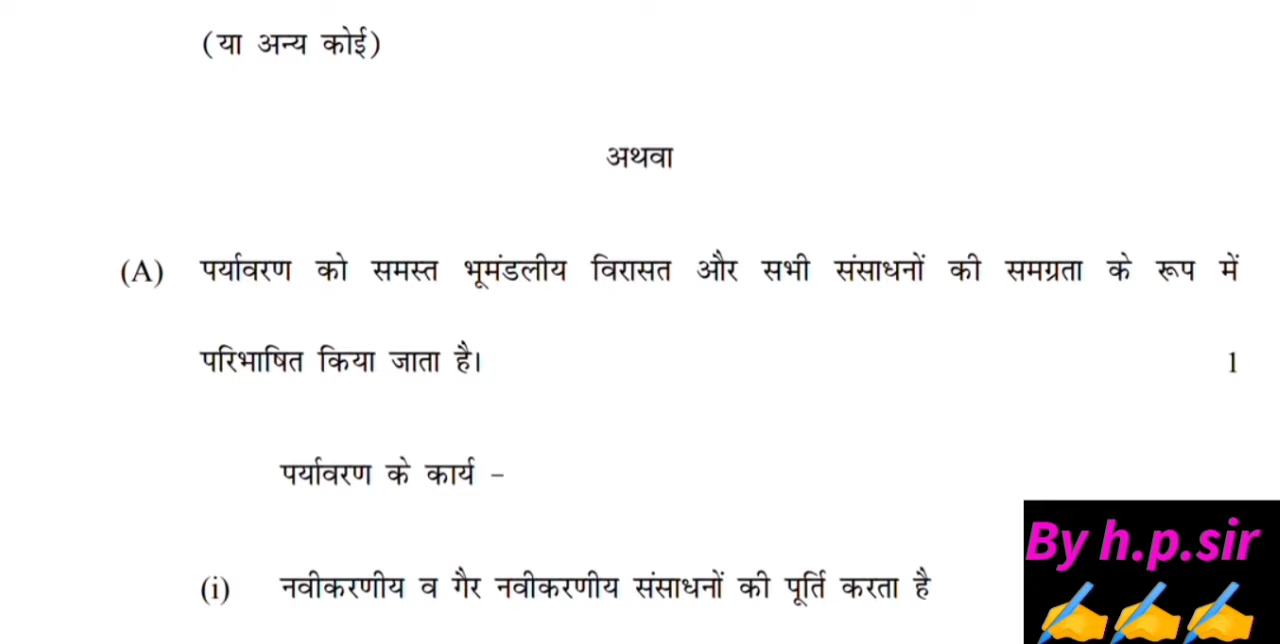 (या अन्य कोई)
अथवा
(A) पर्यावरण को समस्त भूमंडलीय विरासत और सभी संसाधनों की समग्रता के रूप में
परिभाषित किया जाता है। 1
पर्यावरण के कार्य –
(i) नवीकरणीय व गैर नवीकरणीय संसाधनों की पूर्ति करता है
By h.p.sir